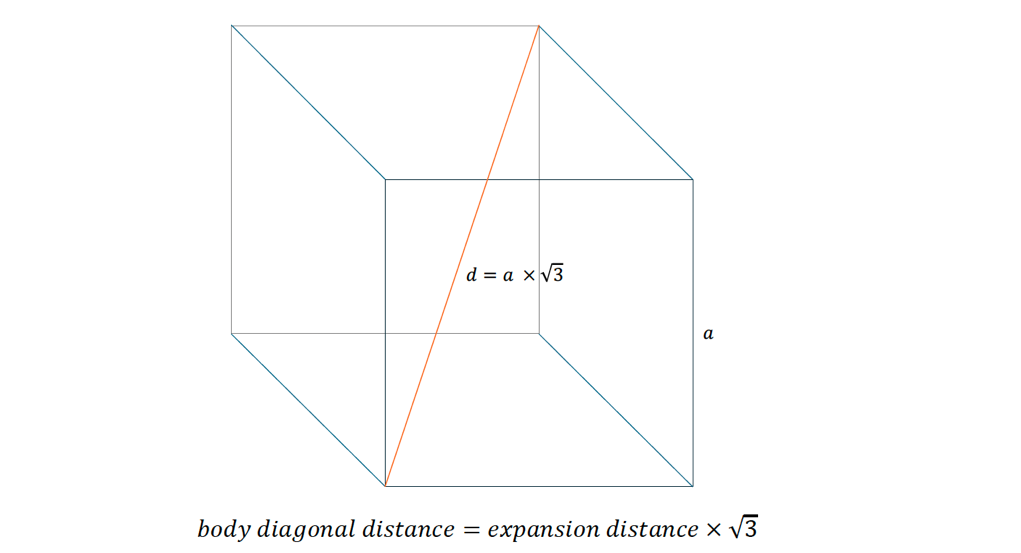 d = a × √3
a
body diagonal distance = expansion distance × √3